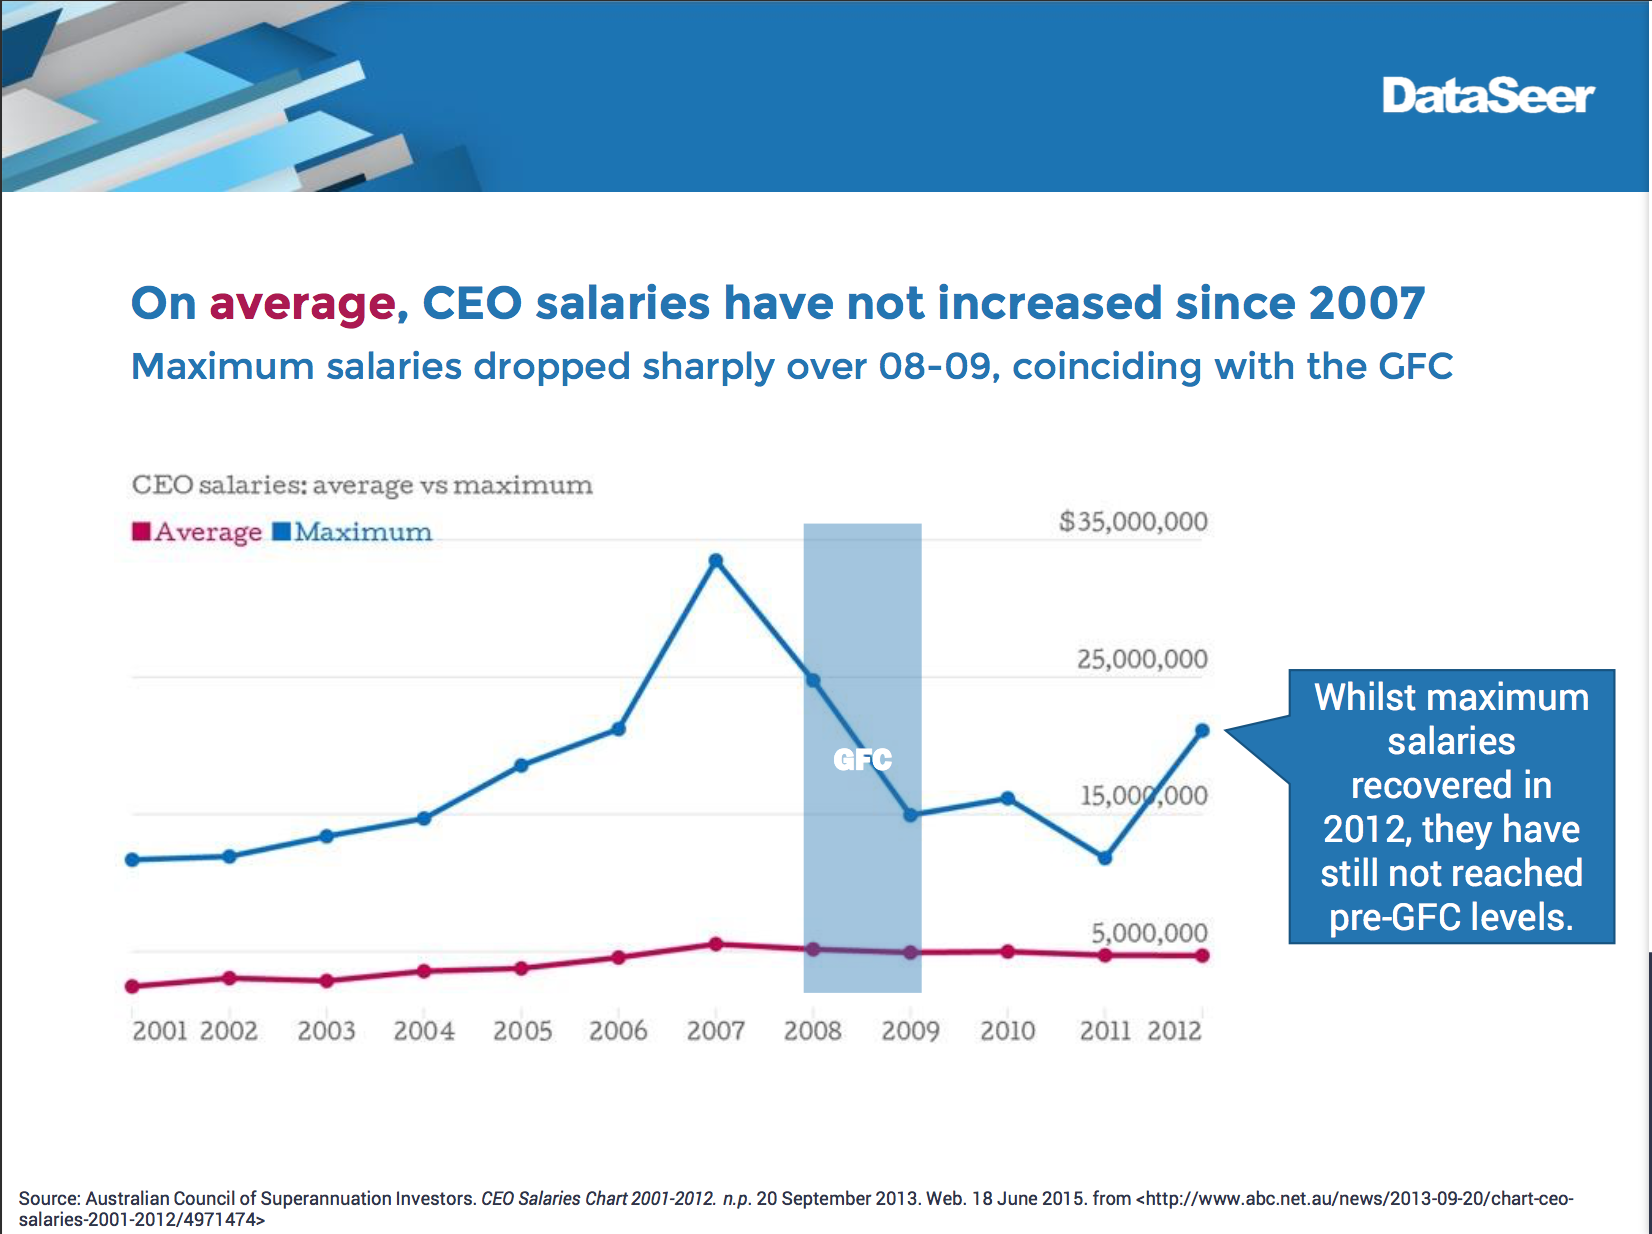 DataSeer
On average, CEO salaries have not increased since 2007
Maximum salaries dropped sharply over 08-09, coinciding with the GFC
CEO salaries: average vs maximum
Average Maximum
$35,000,000
25,000,000
GFC
15,000,000
5,000,000
2001 2002 2003 2004 2005 2006 2007 2008 2009 2010 2011 2012
Whilst maximum
salaries
recovered in
2012, they have
still not reached
pre-GFC levels.
Source: Australian Council of Superannuation Investors. CEO Salaries Chart 2001-2012. n.p. 20 September 2013. Web. 18 June 2015. from <http://www.abc.net.au/news/2013-09-20/chart-ceo-
salaries-2001-2012/4971474>